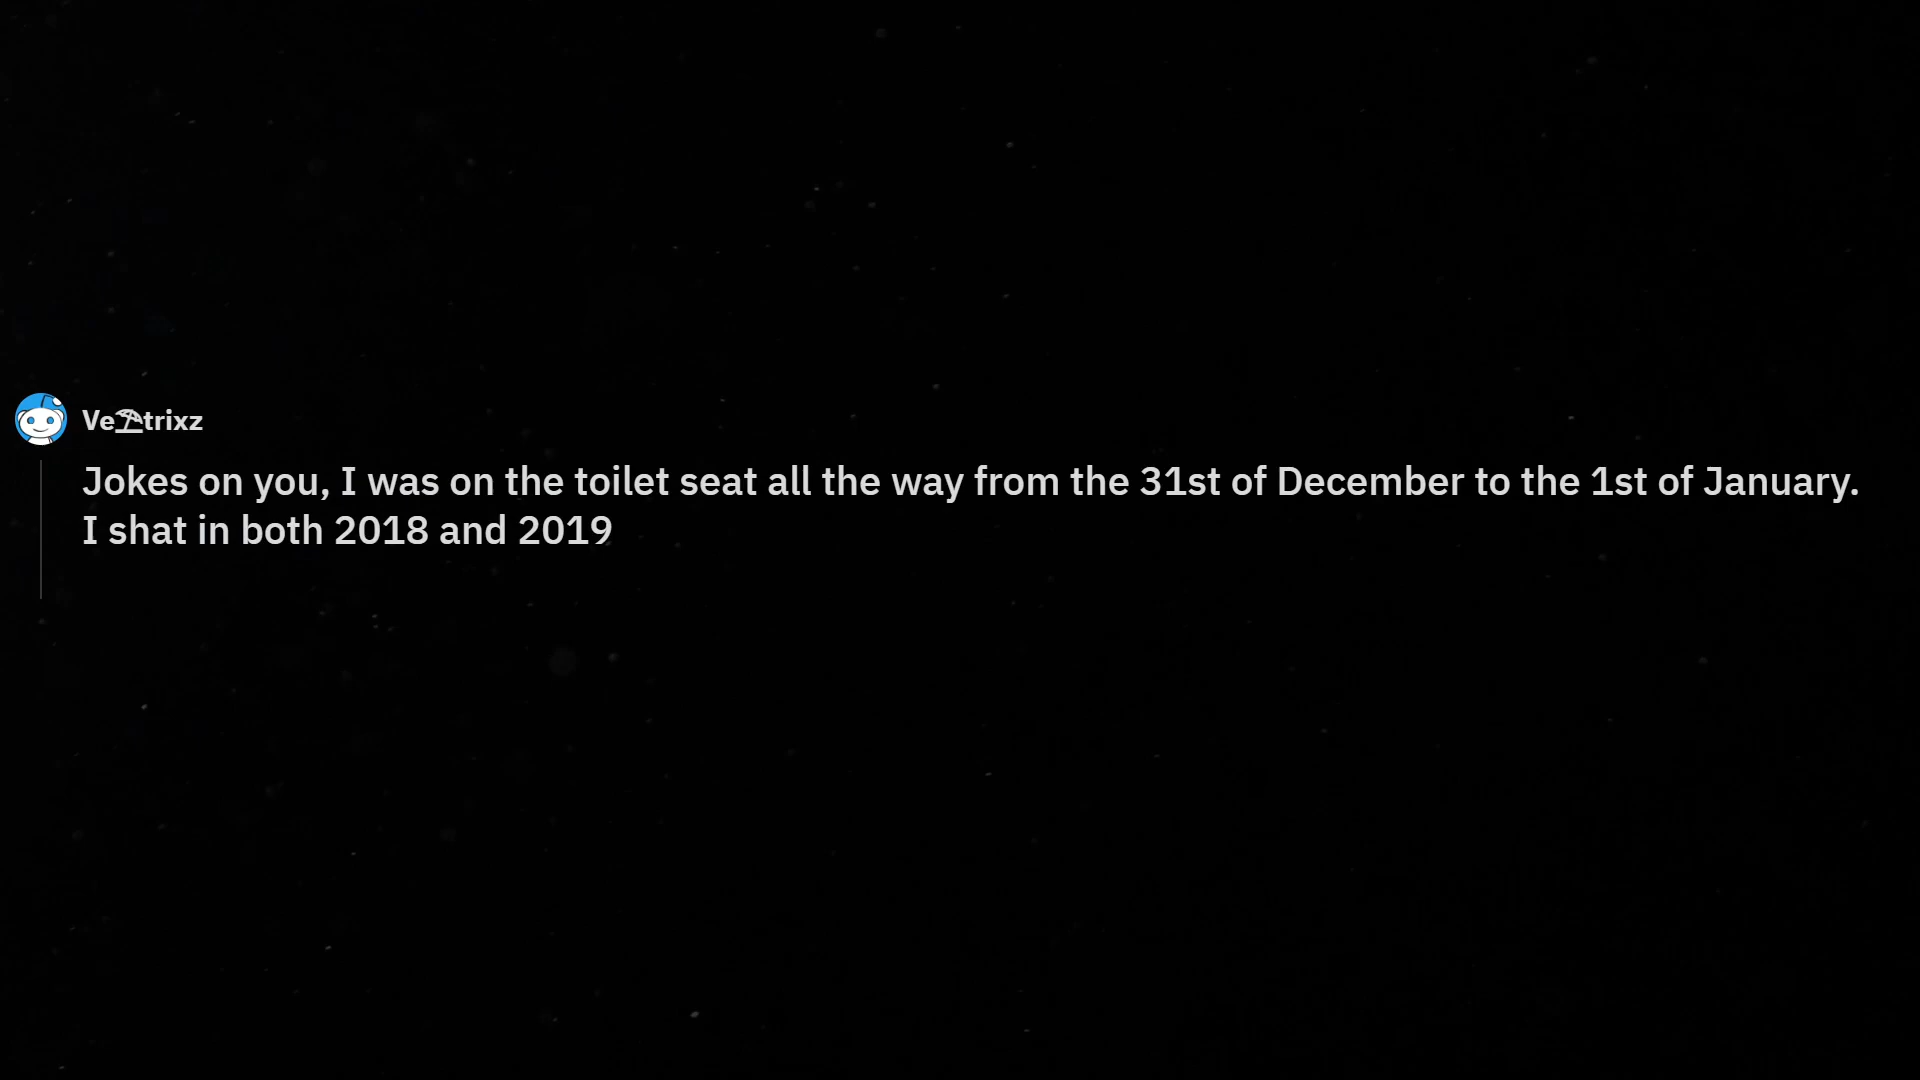 Ve⛱trixz
Jokes on you, I was on the toilet seat all the way from the 31st of December to the 1st of January.
I shat in both 2018 and 2019